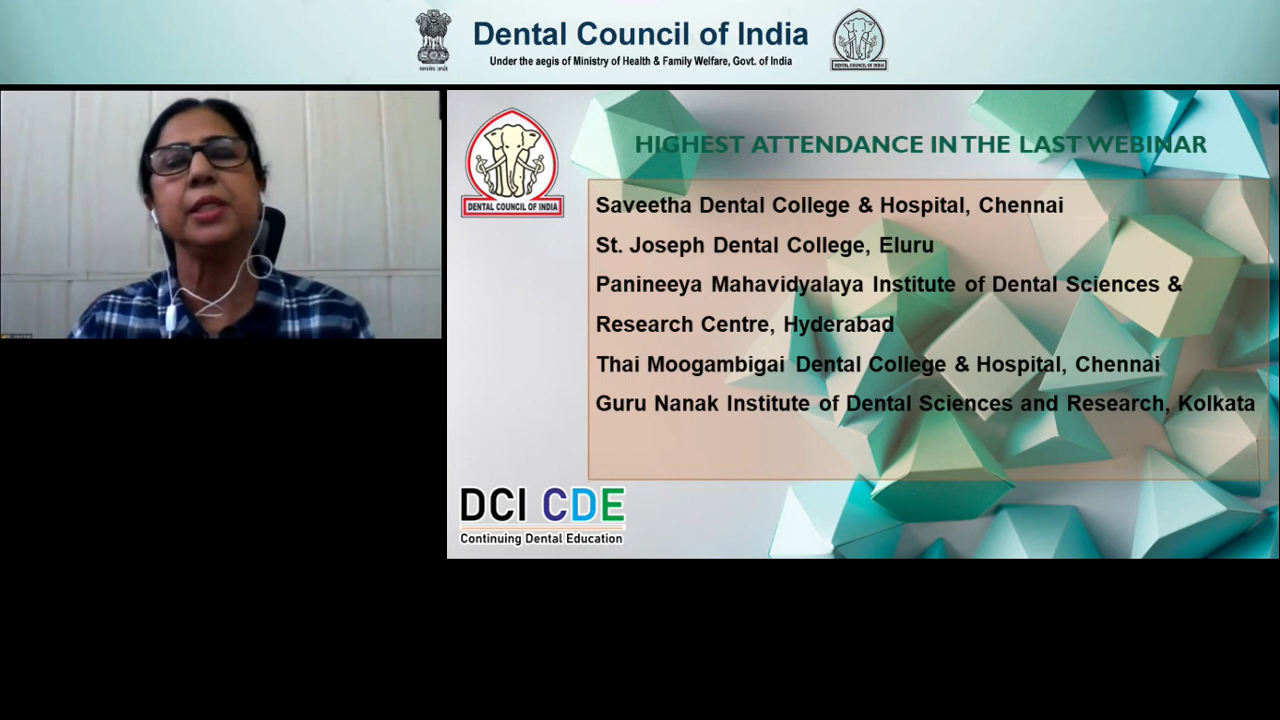 Dental Council of India
Under the aegis of Ministry of Health & Family Welfare, Govt. of India
DENTAL COUNCIL OF INDIA
HIGHEST ATTENDANCE IN THE LAST WEBINAR
DENTAL COUNCIL OF INDIA
Saveetha Dental College & Hospital, Chennai
St. Joseph Dental College, Eluru
Panineeya Mahavidyalaya Institute of Dental Sciences &
Research Centre, Hyderabad
Thai Moogambigai Dental College & Hospital, Chennai
Guru Nanak Institute of Dental Sciences and Research, Kolkata
DCI CDE
Continuing Dental Education